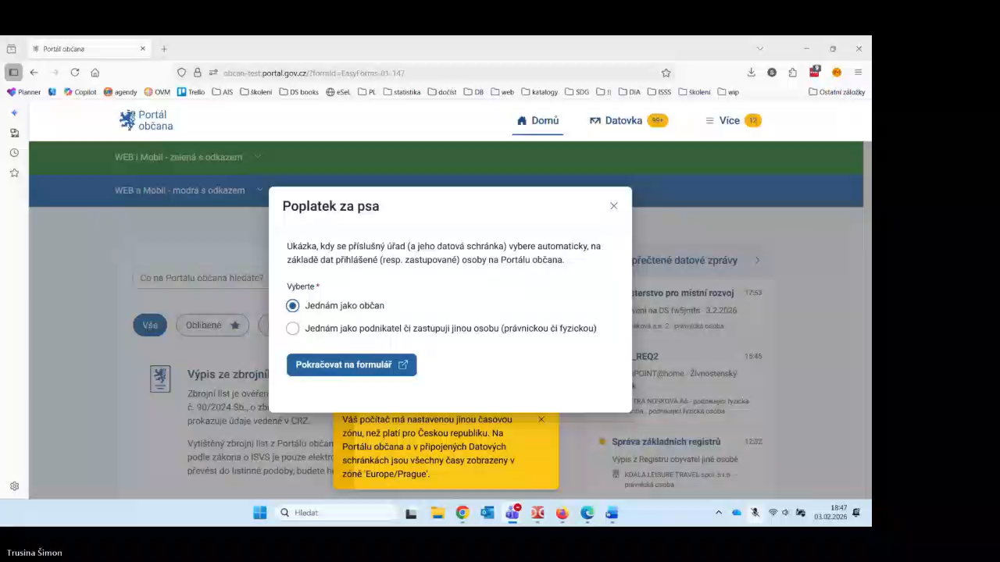 Portál občana
obcan-test.portal.gov.cz/?formId=EasyForms-01-147
Planner
Copilot
agendy
OVM
Trello
AIS
školení
DS books
eSel.
PL
statistika
dočíst
DB
web
katalogy
SDG
!!
DIA
ISSS
školení
wip
Ostatní záložky
Portál
občana
Domů
Datovka 99+
Více 12
WEB i Mobil - zelená s odkazem
WEB a Mobil - modrá s odkazem
Poplatek za psa
Ukázka, kdy se příslušný úřad (a jeho datová schránka) vybere automaticky, na
základě dat přihlášené (resp. zastupované) osoby na Portálu občana.
Vyberte *
Jednám jako občan
Jednám jako podnikatel či zastupuji jinou osobu (právnickou či fyzickou)
Pokračovat na formulář
Co na Portálu občana hledáte?
Vše
Oblíbené
Výpis ze zbrojní
Zbrojní list je ověřen
č. 90/2024 Sb., o zb
prokazuje údaje vedené v CRZ.
Vytištěný zbrojní list z Portálu občan
podle zákona o ISVS je pouze elektro
převést do listinné podoby, budete h
Váš počítač má nastavenou jinou časovou
zónu, než platí pro Českou republiku. Na
Portálu občana a v připojených Datových
schránkách jsou všechny časy zobrazeny v
zóně 'Europe/Prague'.
přečtené datové zprávy
sterstvo pro místní rozvoj 17:53
ení na DS fw5jmfs 3.2.2026
právnická osoba
_REQ2 15:45
POINT@home. Živnostenský
TRA NOSKOVÁ
podnikající fyzická
osoba
Správa základních registrů 12:32
Výpis z Registru obyvatel jiné osobě
KOALA LEISURE TRAVEL spol. s r.o. -
právnická osoba
Hledat
18:47
03.02.2026
Trusina Šimon